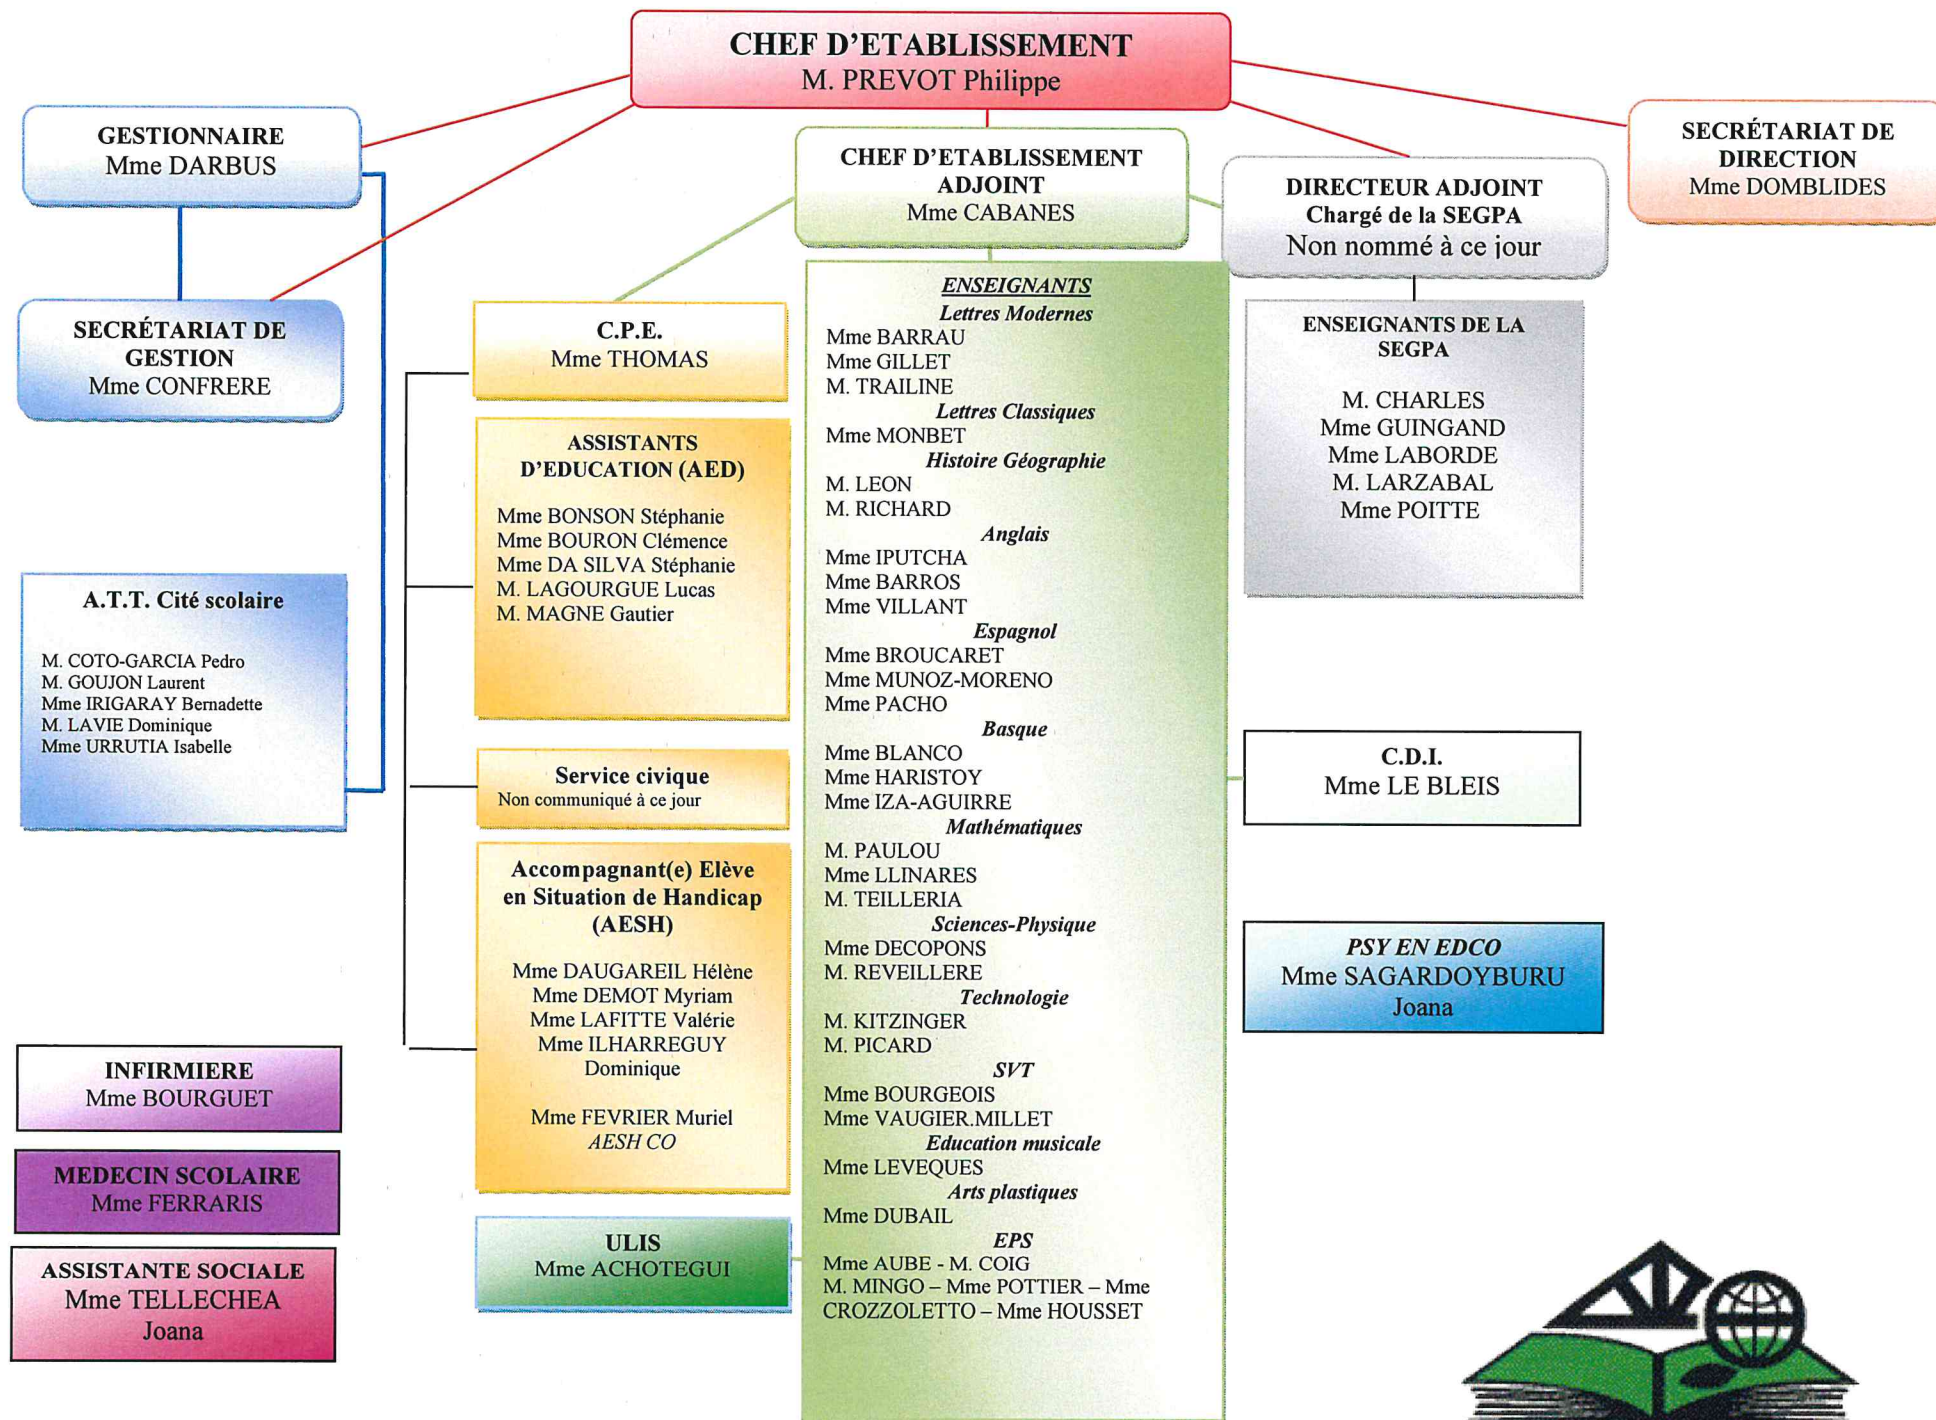 CHEF D'ETABLISSEMENT
M. PREVOT Philippe
GESTIONNAIRE
Mme DARBUS
CHEF D'ETABLISSEMENT
ADJOINT
Mme CABANES
DIRECTEUR ADJOINT
Chargé de la SEGPA
Non nommé à ce jour
SECRÉTARIAT DE
DIRECTION
Mme DOMBLIDES
SECRÉTARIAT DE
GESTION
Mme CONFRERE
A.T.T. Cité scolaire
M. COTO-GARCIA Pedro
M. GOUJON Laurent
Mme IRIGARAY Bernadette
M. LAVIE Dominique
Mme URRUTIA Isabelle
INFIRMIERE
Mme BOURGUET
MEDECIN SCOLAIRE
Mme FERRARIS
ASSISTANTE SOCIALE
Mme TELLECHEA
Joana
C.P.E.
Mme THOMAS
ASSISTANTS
D'EDUCATION (AED)
Mme BONSON Stéphanie
Mme BOURON Clémence
Mme DA SILVA Stéphanie
M. LAGOURGUE Lucas
M. MAGNE Gautier
Service civique
Non communiqué à ce jour
Accompagnant(e) Elève
en Situation de Handicap
(AESH)
Mme DAUGAREIL Hélène
Mme DEMOT Myriam
Mme LAFITTE Valérie
Mme ILHARREGUY
Dominique
Mme FEVRIER Muriel
AESH CO
ULIS
Mme ACHOTEGUI
ENSEIGNANTS
Lettres Modernes
Mme BARRAU
Mme GILLET
M. TRAILINE
Lettres Classiques
Mme MONBET
Histoire Géographie
M. LEON
M. RICHARD
Anglais
Mme IPUTCHA
Mme BARROS
Mme VILLANT
Espagnol
Mme BROUCARET
Mme MUNOZ-MORENO
Mme PACHO
Basque
Mme BLANCO
Mme HARISTOY
Mme IZA-AGUIRRE
Mathématiques
M. PAULOU
Mme LLINARES
M. TEILLERIA
Sciences-Physique
Mme DECOPONS
M. REVEILLERE
Technologie
M. KITZINGER
M. PICARD
SVT
Mme BOURGEOIS
Mme VAUGIER.MILLET
Education musicale
Mme LEVEQUES
Arts plastiques
Mme DUBAIL
EPS
Mme AUBE - M. COIG
M. MINGO – Mme POTTIER – Mme
CROZZOLETTO – Mme HOUSSET
ENSEIGNANTS DE LA
SEGPA
M. CHARLES
Mme GUINGAND
Mme LABORDE
M. LARZABAL
Mme POITTE
C.D.I.
Mme LE BLEIS
PSY EN EDCO
Mme SAGARDOYBURU
Joana